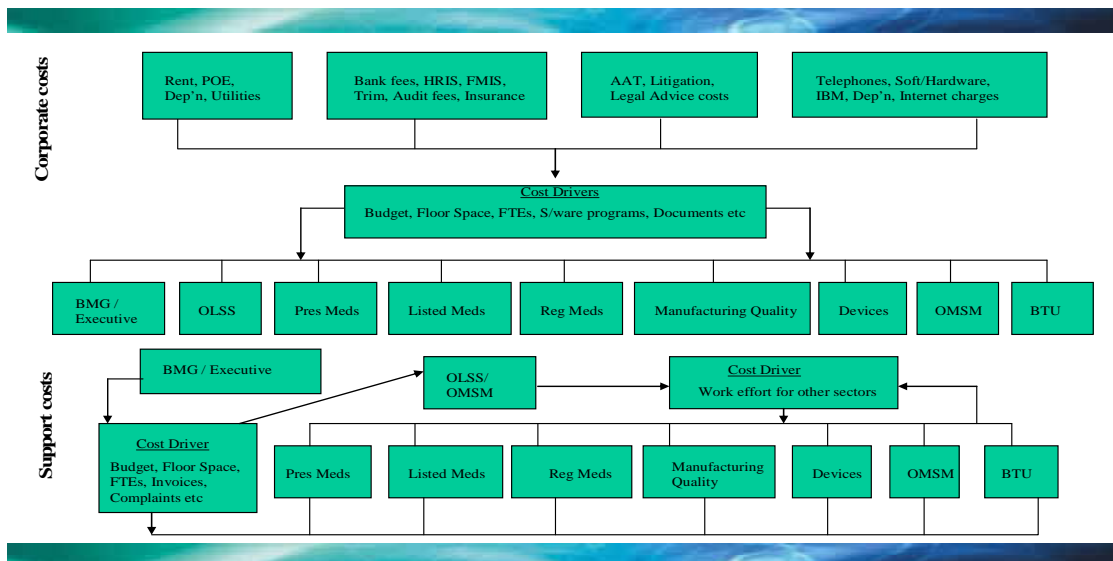 Corporate costs
Rent, POE,
Dep'n, Utilities
Bank fees, HRIS, FMIS,
Trim, Audit fees, Insurance
AAT, Litigation,
Legal Advice costs
Telephones, Soft/Hardware,
IBM, Dep'n, Internet charges
Cost Drivers
Budget, Floor Space, FTEs, S/ware programs, Documents etc
BMG /
Executive
OLSS
Pres Meds
Listed Meds
Reg Meds
Manufacturing Quality
Devices
OMSM
BTU
Support costs
BMG / Executive
OLSS/
OMSM
Cost Driver
Work effort for other sectors
Cost Driver
Budget, Floor Space,
FTEs, Invoices,
Complaints etc
Pres Meds
Listed Meds
Reg Meds
Manufacturing
Quality
Devices
OMSM
BTU